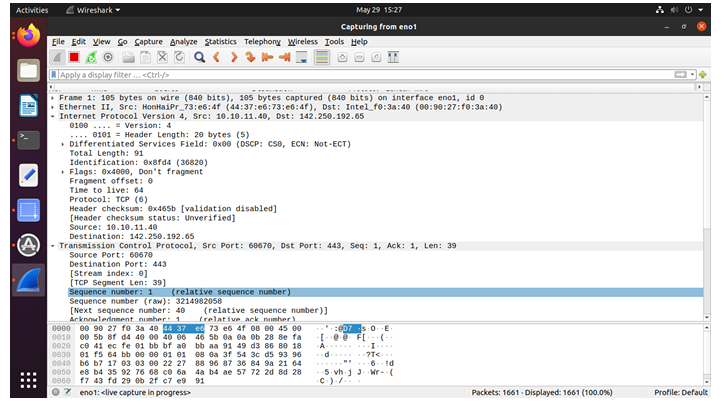 Activities Wireshark May 29 15:27
Capturing from eno1
File Edit View Go Capture Analyze Statistics Telephony Wireless Tools Help
Apply a display filter ... <Ctrl-/>
Frame 1: 105 bytes on wire (840 bits), 105 bytes captured (840 bits) on interface eno1, id 0
Ethernet II, Src: HonHaiPr_73:e6:4f (44:37:e6:73:e6:4f), Dst: Intel_f0:3a:40 (00:90:27:f0:3a:40)
Internet Protocol Version 4, Src: 10.10.11.40, Dst: 142.250.192.65
0100 .... = Version: 4
.... 0101 = Header Length: 20 bytes (5)
Differentiated Services Field: 0x00 (DSCP: CS0, ECN: Not-ECT)
Total Length: 91
Identification: 0x8fd4 (36820)
Flags: 0x4000, Don't fragment
Fragment offset: 0
Time to live: 64
Protocol: TCP (6)
Header checksum: 0x465b [validation disabled]
[Header checksum status: Unverified]
Source: 10.10.11.40
Destination: 142.250.192.65
Transmission Control Protocol, Src Port: 60670, Dst Port: 443, Seq: 1, Ack: 1, Len: 39
Source Port: 60670
Destination Port: 443
[Stream index: 0]
[TCP Segment Len: 39]
Sequence number: 1 (relative sequence number)
Sequence number (raw): 3214982058
[Next sequence number: 40 (relative sequence number)]
Acknowledgment number: 1 (relative ack number)
0000 00 90 27 f0 3a 40 44 37 e6 73 e6 4f 08 00 45 00 ··':@D7 ·s·O··E·
0010 00 5b 8f d4 40 00 40 06 46 5b 0a 0a 0b 28 8e fa ·[··@·@· F[···(··
0020 c0 41 ec fe 01 bb bf a0 bb aa 91 49 d3 86 80 18 ·A······ ···I····
0030 01 f5 64 bb 00 00 01 01 08 0a 3f 54 3c d5 93 96 ··d····· ··?T<···
0040 b6 b7 17 03 03 00 22 27 88 96 87 36 84 9a 21 64 ······"' ···6··!d
0050 e8 b4 35 92 76 68 c0 6a 4a b4 ae 57 72 2d 8d 28 ··5·vh·j J··Wr-·(
0060 f7 43 fd 29 0b 2f c7 e9 91 ·C·)·/·· ·
eno1: <live capture in progress> Packets: 1661 · Displayed: 1661 (100.0%) Profile: Default